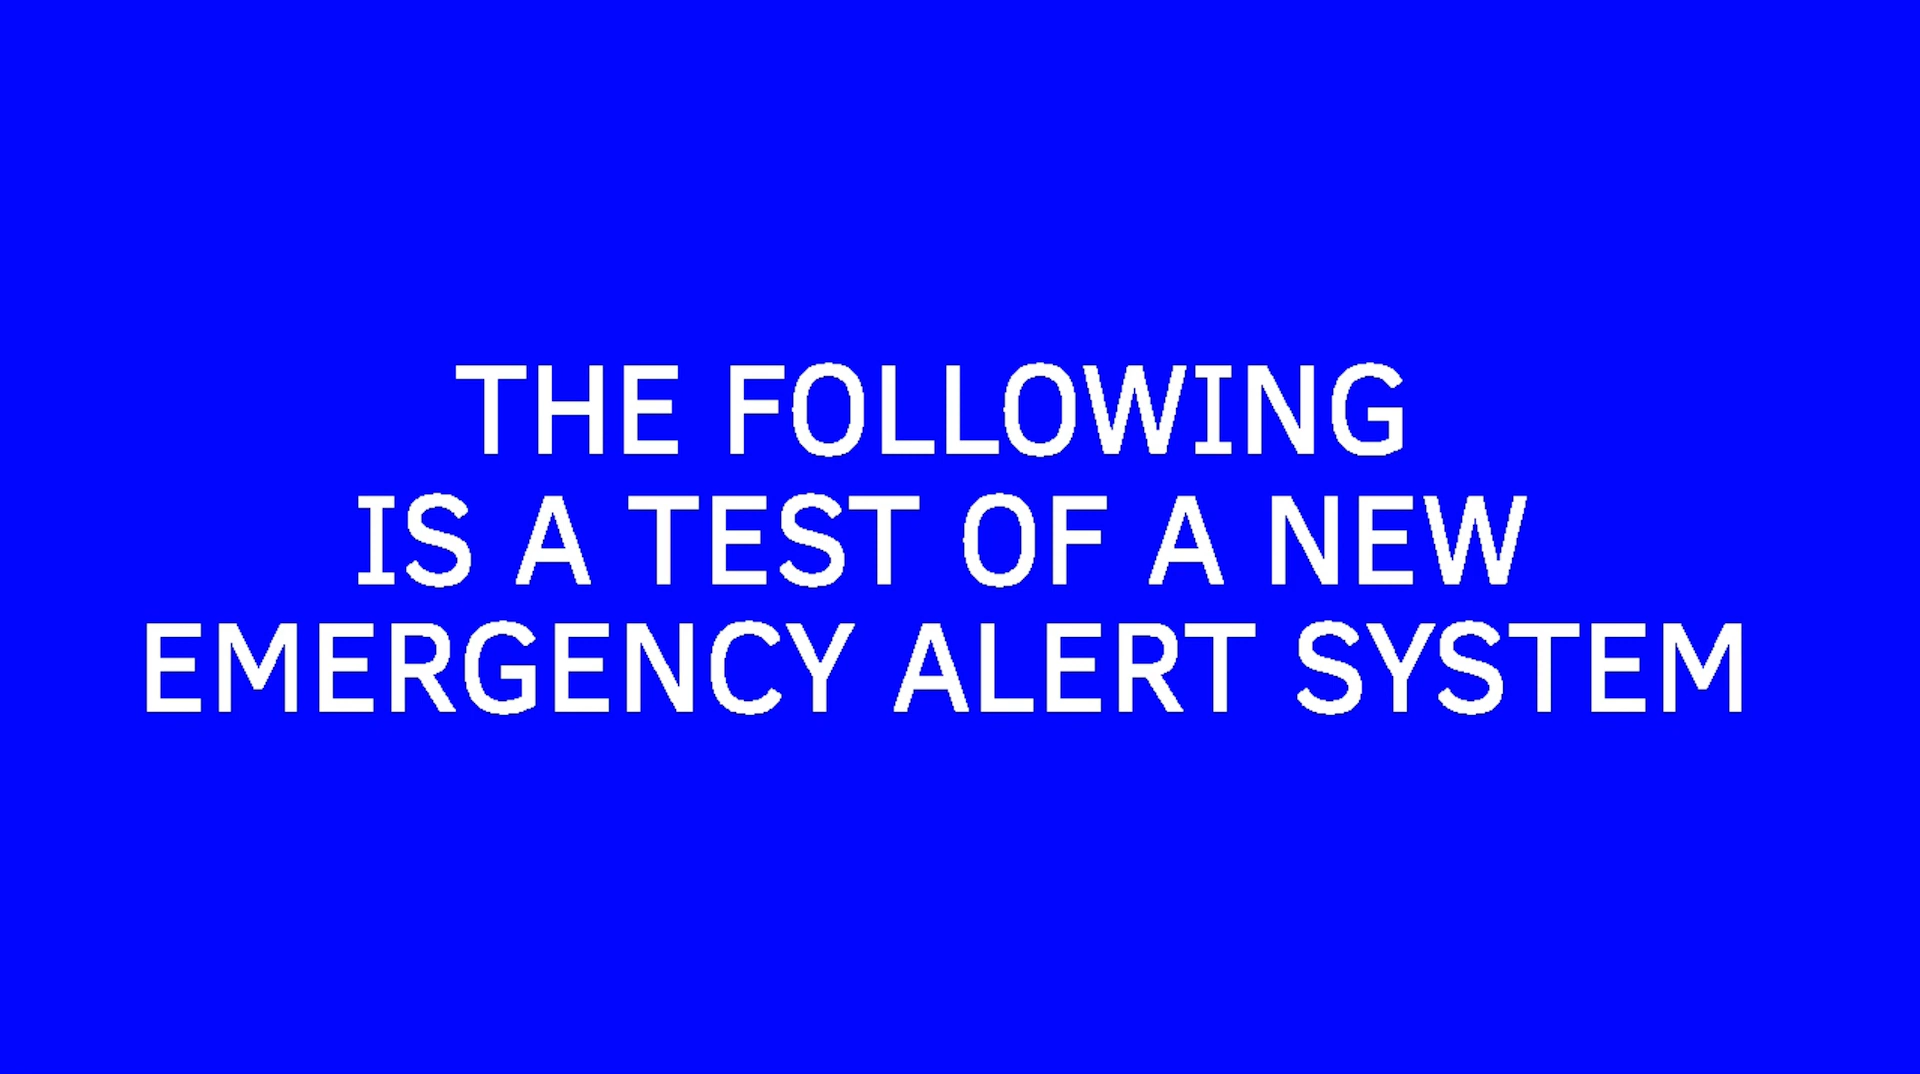 THE FOLLOWING
IS A TEST OF A NEW
EMERGENCY ALERT SYSTEM